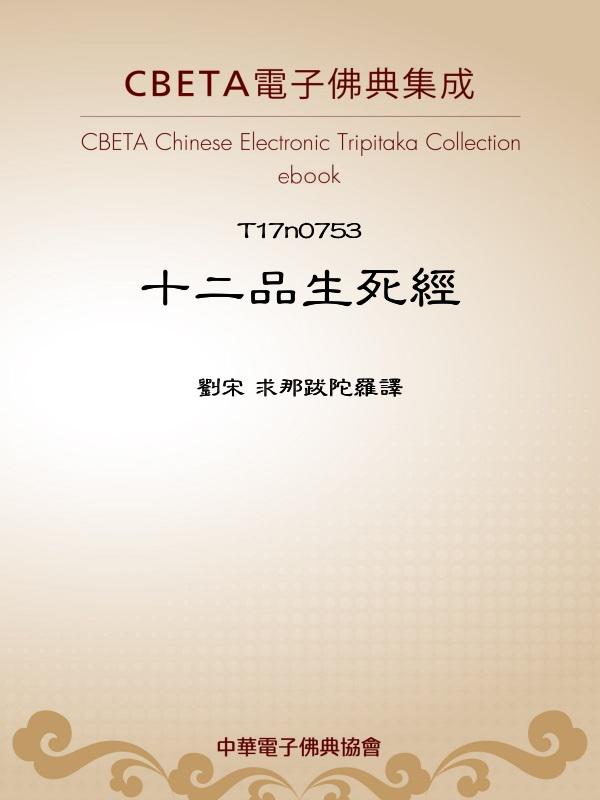 CBETA電子佛典集成
CBETA Chinese Electronic Tripitaka Collection
ebook
T17n0753
十二品生死經
劉宋 求那跋陀羅譯
中華電子佛典協會